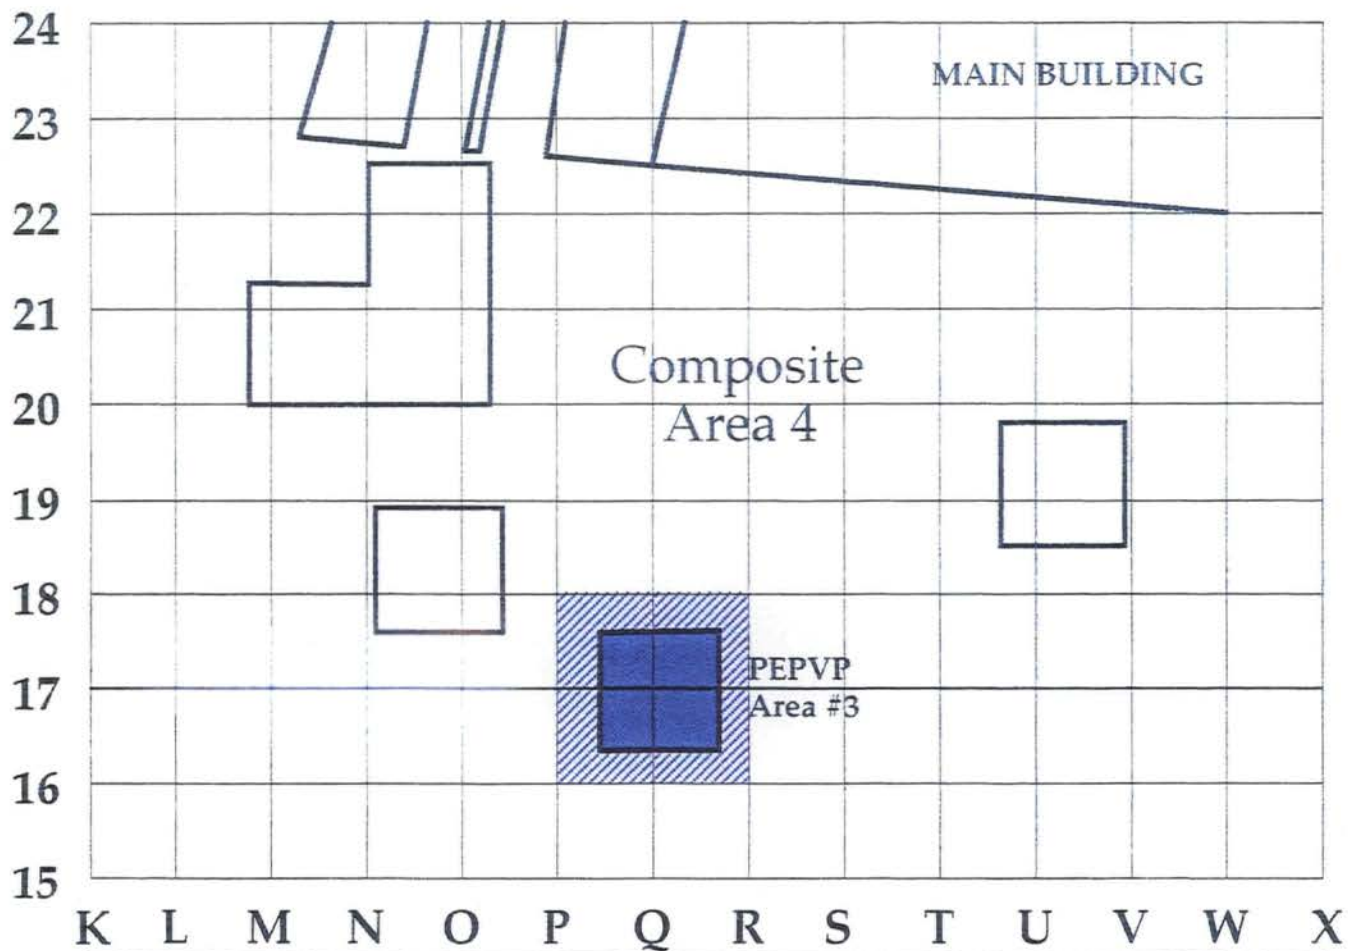 24
MAIN BUILDING
23
22
21
Composite
20
Area 4
19
18
PEPVP
17
Area #3
16
15
K L M N O P Q R S T U V W X